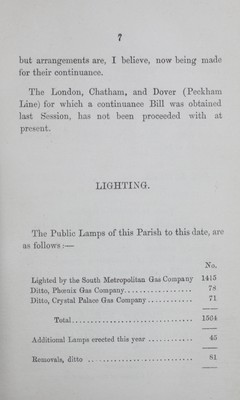 7
but arrangements are, I believe, now being made
for their continuance.
The London, Chatham, and Dover (Peckham
Line) for which a continuance Bill was obtained
last Session, has not been proceeded with at
present.
LIGHTING.
The Public Lamps of this Parish to this date, are
as follows:—
No.
Lighted by the South Metropolitan Gas Company 1415
Ditto, Phœnix Gas Company.................. 78
Ditto, Crystal Palace Gas Company............ 71
Total.............................. 1564
Additional Lamps erected this year ........... 45
Removals, ditto .......................... 81